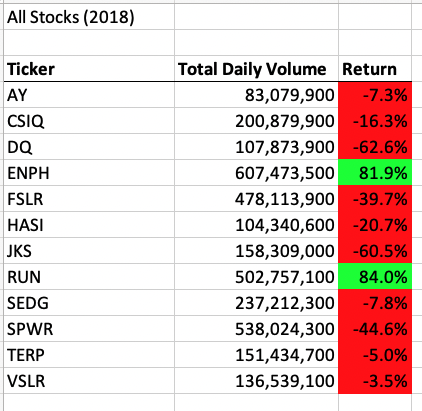 All Stocks (2018)
Ticker Total Daily Volume Return
AY 83,079,900 -7.3%
CSIQ 200,879,900 -16.3%
DQ 107,873,900 -62.6%
ENPH 607,473,500 81.9%
FSLR 478,113,900 -39.7%
HASI 104,340,600 -20.7%
JKS 158,309,000 -60.5%
RUN 502,757,100 84.0%
SEDG 237,212,300 -7.8%
SPWR 538,024,300 -44.6%
TERP 151,434,700 -5.0%
VSLR 136,539,100 -3.5%